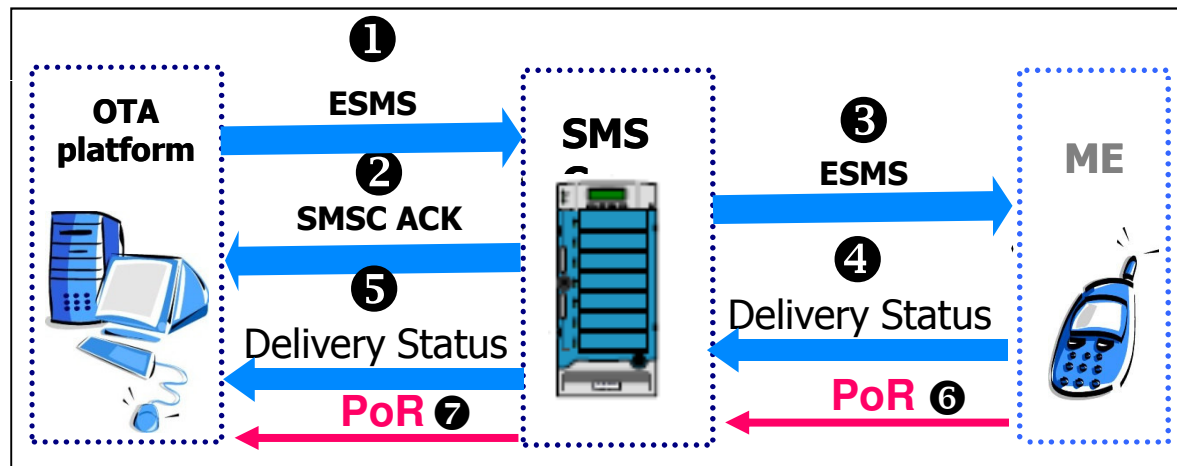 ❶
OTA
platform
ESMS
❷
SMSC ACK
❺
Delivery Status
PoR ❼
SMS
❸
ESMS
❹
Delivery Status
PoR ❻
ME